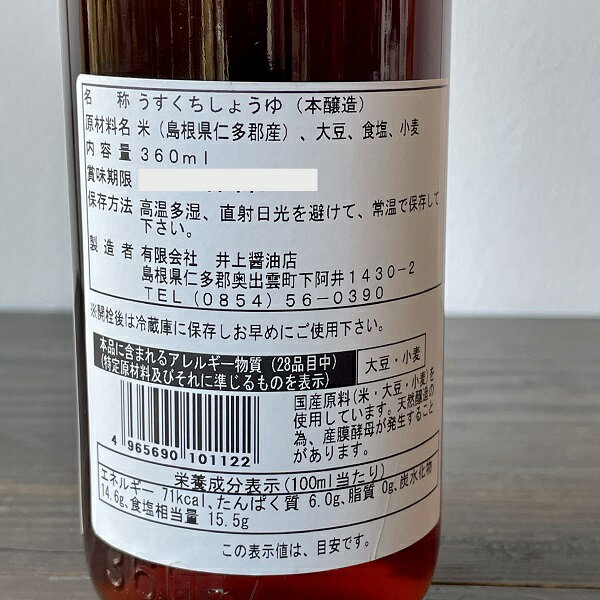 名称 うすくちしょうゆ（本醸造）
原材料名 米（島根県仁多郡産）、大豆、食塩、小麦
内容量 360ml
賞味期限
保存方法 高温多湿、直射日光を避けて、常温で保存して
下さい。
製造者 有限会社 井上醤油店
島根県仁多郡奥出雲町下阿井1430-2
TEL(0854)56-0390
※開栓後は冷蔵庫に保存しお早めにご使用下さい。
本品に含まれるアレルギー物質（28品目中）
（特定原材料及びそれに準じるものを表示）
大豆・小麦
国産原料（米・大豆・小麦）を
使用しています。天然醸造の
為、産膜酵母が発生すること
があります。
4 965690 101122
栄養成分表示（100ml当たり）
エネルギー 71kcal、たんぱく質 6.0g、脂質 0g、炭水化物
14.6g、食塩相当量 15.5g
この表示値は、目安です。